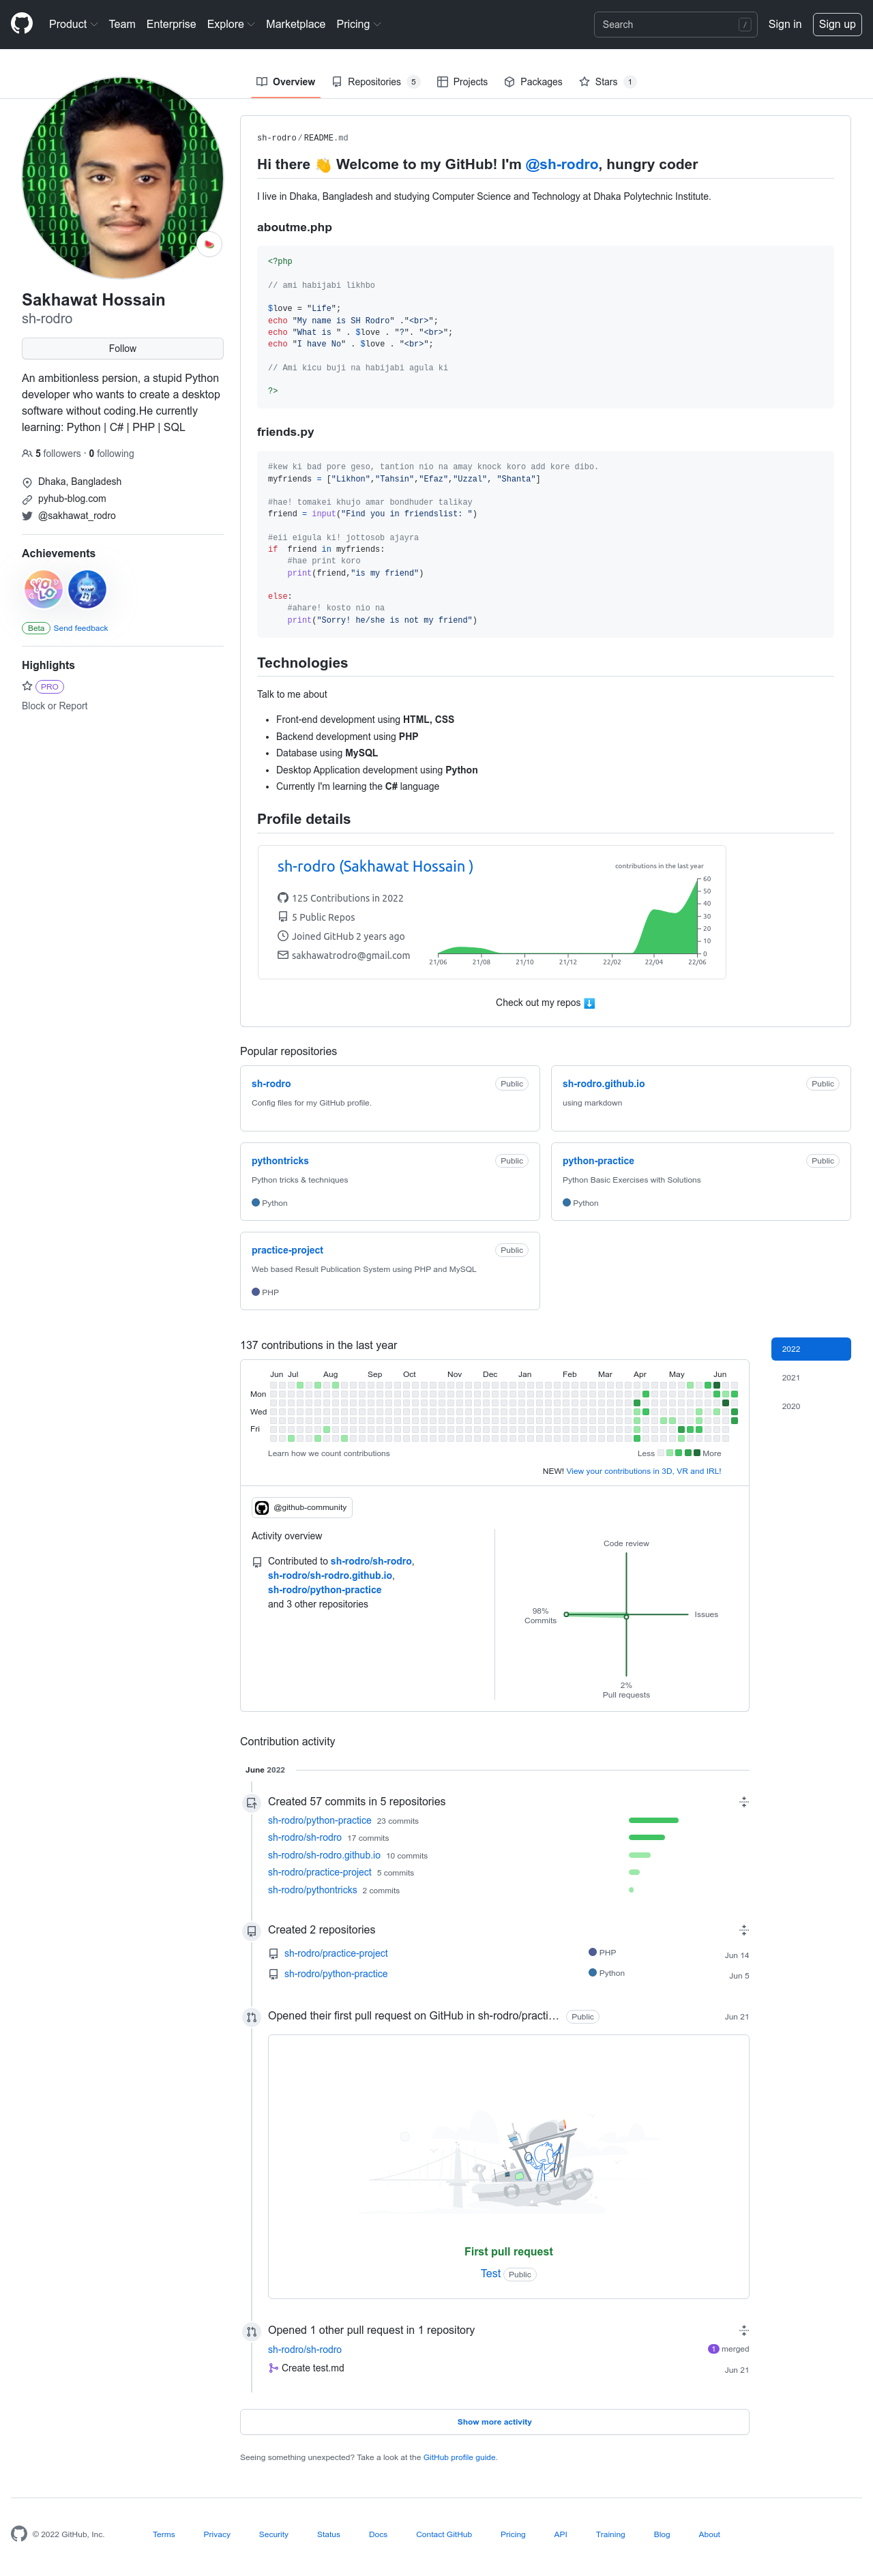 Product Team Enterprise Explore Marketplace Pricing Search / Sign in Sign up
Overview Repositories 5 Projects Packages Stars 1
Sakhawat Hossain
sh-rodro
Follow
An ambitionless persion, a stupid Python
developer who wants to create a desktop
software without coding.He currently
learning: Python | C# | PHP | SQL
5 followers · 0 following
Dhaka, Bangladesh
pyhub-blog.com
@sakhawat_rodro
Achievements
YOLO
Beta Send feedback
Highlights
PRO
Block or Report
sh-rodro/README.md
Hi there 👋 Welcome to my GitHub! I'm @sh-rodro, hungry coder
I live in Dhaka, Bangladesh and studying Computer Science and Technology at Dhaka Polytechnic Institute.
aboutme.php
<?php
// ami habijabi likhbo
$love = "Life";
echo "My name is SH Rodro" ."<br>";
echo "What is " . $love . "?". "<br>";
echo "I have No" . $love . "<br>";
// Ami kicu buji na habijabi agula ki
?>
friends.py
#kew ki bad pore geso, tantion nio na amay knock koro add kore dibo.
myfriends = ["Likhon","Tahsin","Efaz","Uzzal", "Shanta"]
#hae! tomakei khujo amar bondhuder talikay
friend = input("Find you in friendslist: ")
#eii eigula ki! jottosob ajayra
if  friend in myfriends:
    #hae print koro
    print(friend,"is my friend")
else:
    #ahare! kosto nio na
    print("Sorry! he/she is not my friend")
Technologies
Talk to me about
• Front-end development using HTML, CSS
• Backend development using PHP
• Database using MySQL
• Desktop Application development using Python
• Currently I'm learning the C# language
Profile details
sh-rodro (Sakhawat Hossain )
125 Contributions in 2022
5 Public Repos
Joined GitHub 2 years ago
sakhawatrodro@gmail.com
contributions in the last year
60
50
40
30
20
10
0
21/06 21/08 21/10 21/12 22/02 22/04 22/06
Check out my repos ⬇️
Popular repositories
sh-rodro Public
Config files for my GitHub profile.
sh-rodro.github.io Public
using markdown
pythontricks Public
Python tricks & techniques
Python
python-practice Public
Python Basic Exercises with Solutions
Python
practice-project Public
Web based Result Publication System using PHP and MySQL
PHP
137 contributions in the last year
2022
2021
2020
Jun Jul Aug Sep Oct Nov Dec Jan Feb Mar Apr May Jun
Mon
Wed
Fri
Learn how we count contributions
Less More
NEW! View your contributions in 3D, VR and IRL!
@github-community
Activity overview
Contributed to sh-rodro/sh-rodro,
sh-rodro/sh-rodro.github.io,
sh-rodro/python-practice
and 3 other repositories
Code review
98%
Commits
Issues
2%
Pull requests
Contribution activity
June 2022
Created 57 commits in 5 repositories
sh-rodro/python-practice 23 commits
sh-rodro/sh-rodro 17 commits
sh-rodro/sh-rodro.github.io 10 commits
sh-rodro/practice-project 5 commits
sh-rodro/pythontricks 2 commits
Created 2 repositories
sh-rodro/practice-project PHP Jun 14
sh-rodro/python-practice Python Jun 5
Opened their first pull request on GitHub in sh-rodro/practi… Public Jun 21
First pull request
Test Public
Opened 1 other pull request in 1 repository
sh-rodro/sh-rodro 1 merged
Create test.md Jun 21
Show more activity
Seeing something unexpected? Take a look at the GitHub profile guide.
© 2022 GitHub, Inc. Terms Privacy Security Status Docs Contact GitHub Pricing API Training Blog About